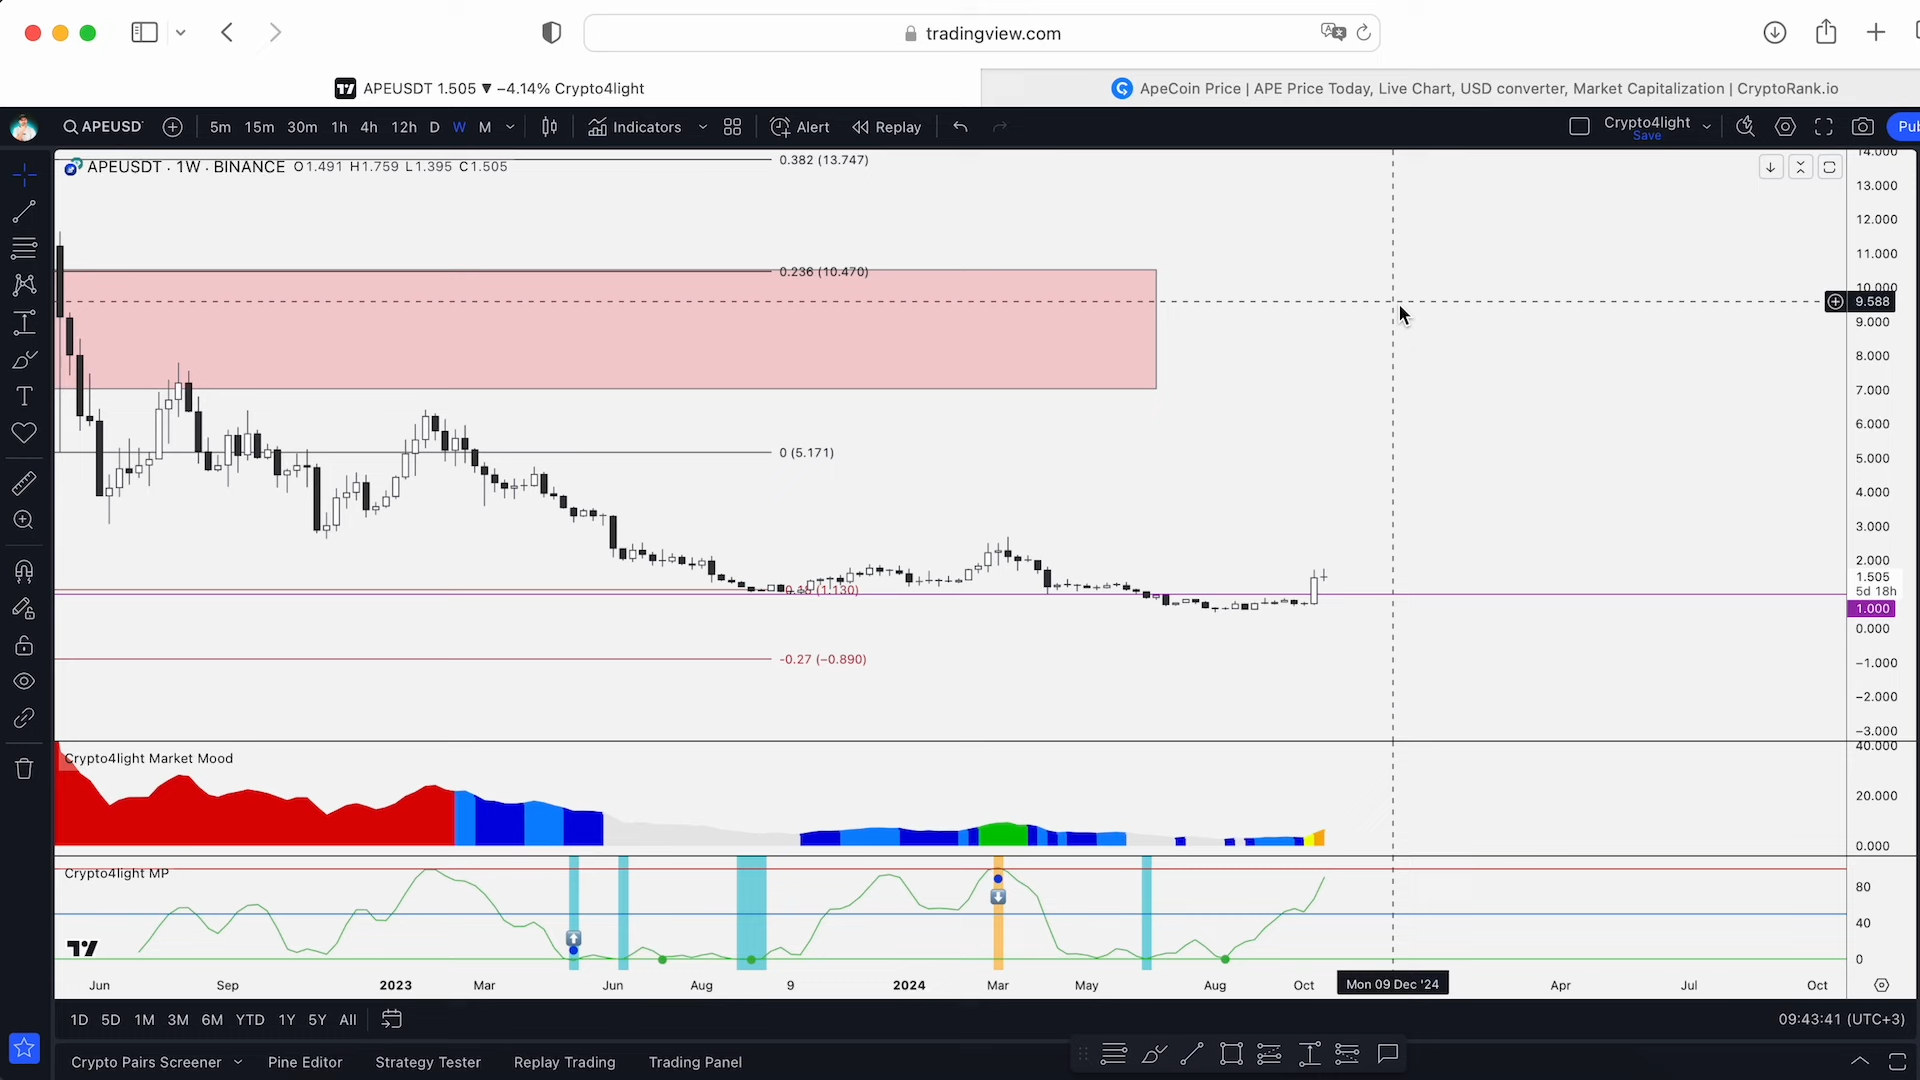 tradingview.com
APEUSDT 1.505 ▼ −4.14% Crypto4light
ApeCoin Price | APE Price Today, Live Chart, USD converter, Market Capitalization | CryptoRank.io
APEUSD
5m 15m 30m 1h 4h 12h D W M
Indicators
Alert
Replay
Crypto4light
Save
Pub
APEUSDT · 1W · BINANCE O1.491 H1.759 L1.395 C1.505
0.382 (13.747)
0.236 (10.470)
0 (5.171)
(1.130)
-0.27 (−0.890)
14.000
13.000
12.000
11.000
10.000
9.588
9.000
8.000
7.000
6.000
5.000
4.000
3.000
2.000
1.505
5d 18h
1.000
0.000
−1.000
−2.000
−3.000
Crypto4light Market Mood
40.000
20.000
0.000
Crypto4light MP
80
40
0
Jun Sep 2023 Mar Jun Aug 9 2024 Mar May Aug Oct Mon 09 Dec '24 Apr Jul Oct
1D 5D 1M 3M 6M YTD 1Y 5Y All
09:43:41 (UTC+3)
Crypto Pairs Screener Pine Editor Strategy Tester Replay Trading Trading Panel